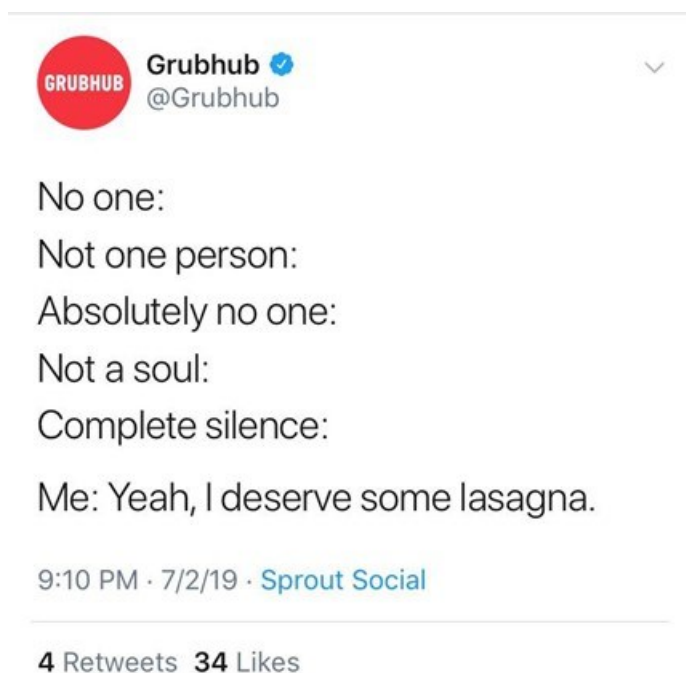 GRUBHUB
Grubhub
@Grubhub
No one:
Not one person:
Absolutely no one:
Not a soul:
Complete silence:
Me: Yeah, I deserve some lasagna.
9:10 PM · 7/2/19 · Sprout Social
4 Retweets 34 Likes